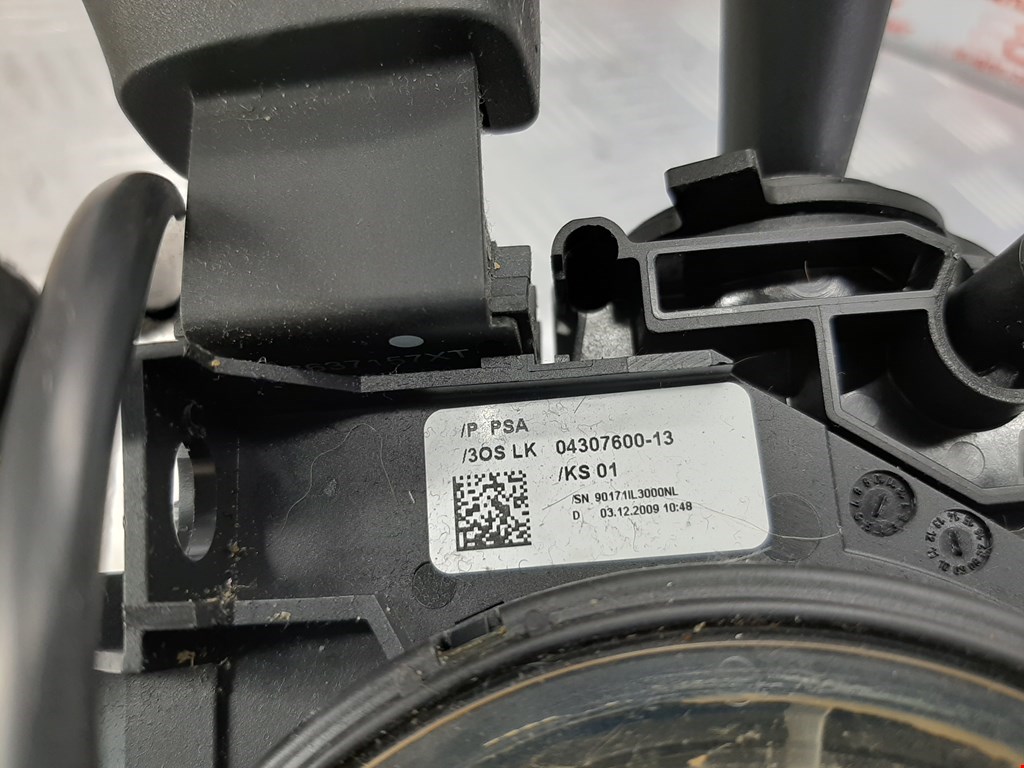 /P PSA
/3OS LK 04307600-13
/KS 01
/SN 90171IL3000NL
D 03.12.2009 10:48